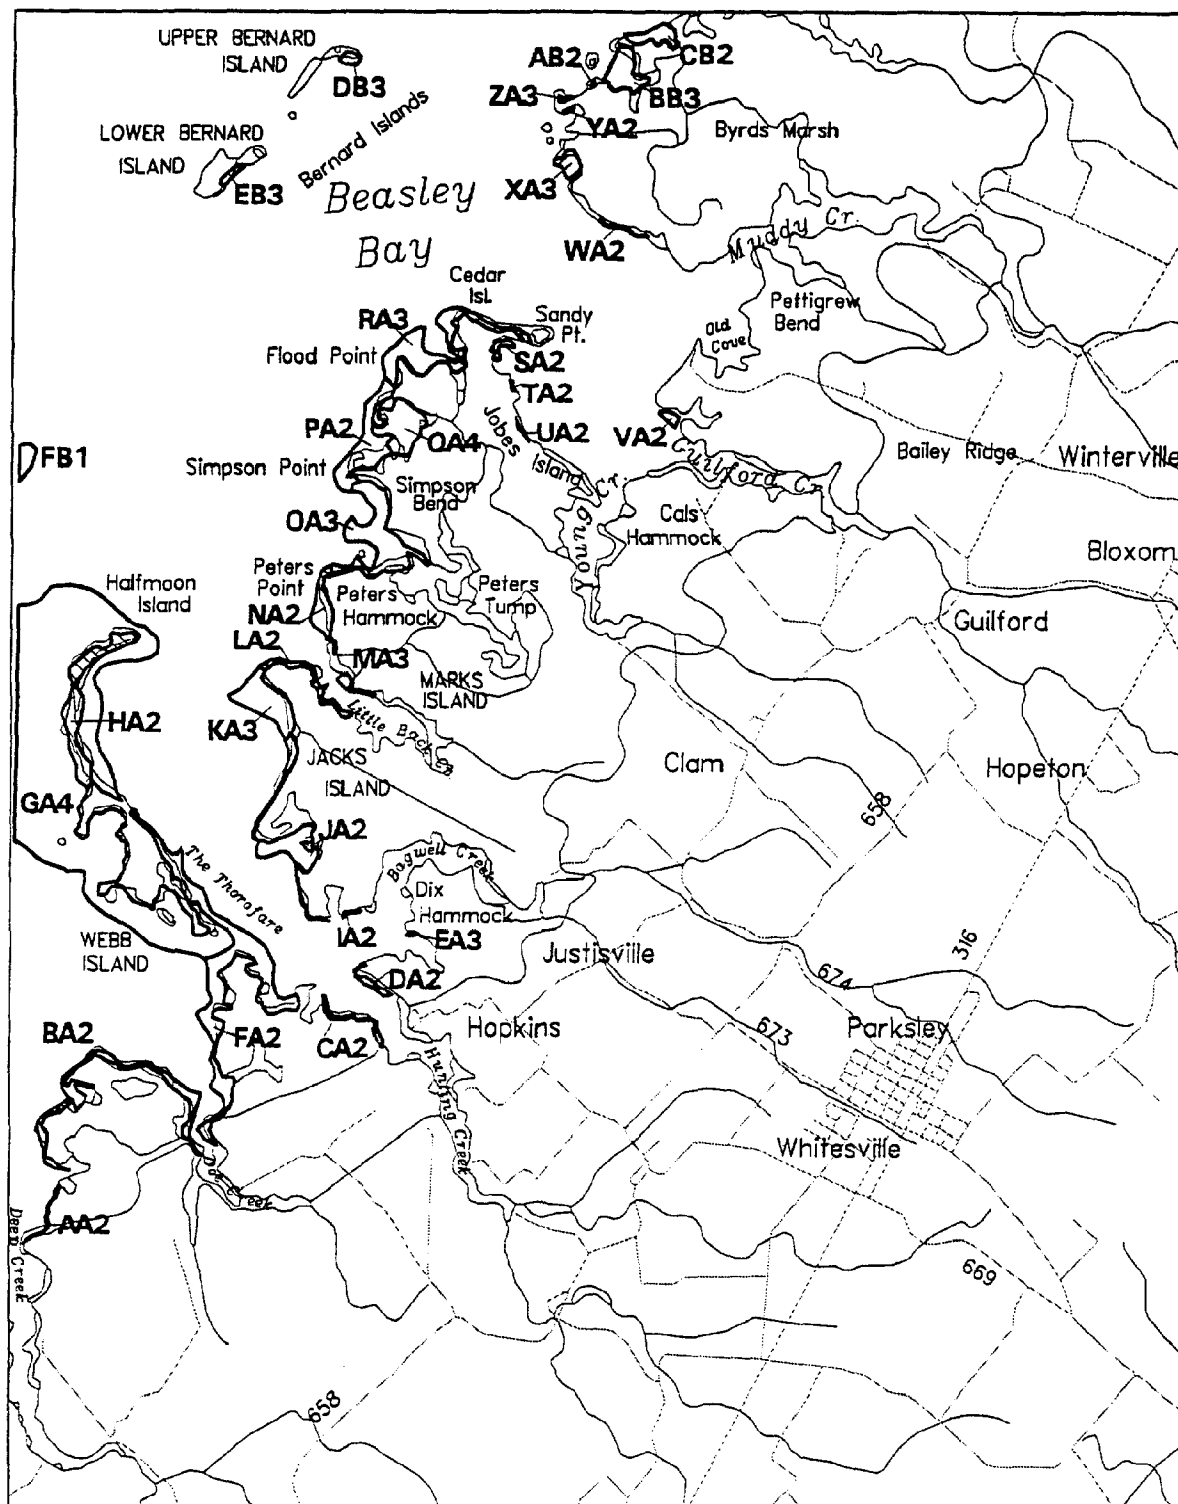 UPPER BERNARD
ISLAND
DB3
AB2
CB2
ZA3
BB3
YA2
Byrds Marsh
LOWER BERNARD
ISLAND
EB3
Bernard Islands
XA3
Beasley
Bay
WA2
Muddy Cr.
Cedar
Isl.
Pettigrew
Bend
Old
Cove
RA3
Sandy
Pt.
Flood Point
SA2
TA2
PA2
QA4
Jobes
Island
UA2
VA2
Guilford Cr.
Bailey Ridge
Winterville
FB1
Simpson Point
Simpson
Bend
OA3
Young Cr.
Cals
Hammock
Bloxom
Halfmoon
Island
Peters
Point
Peters
Hammock
Peters
Tump
NA2
Guilford
LA2
MA3
MARKS
ISLAND
HA2
KA3
Little Back Cr.
JACKS
ISLAND
Clam
Hopeton
GA4
658
JA2
The Thorofare
Bagwell Creek
Dix
Hammock
IA2
EA3
WEBB
ISLAND
Justisville
316
DA2
674
BA2
FA2
CA2
Hopkins
673
Parksley
Hunting Creek
Whitesville
AA2
Deep Creek
669
658